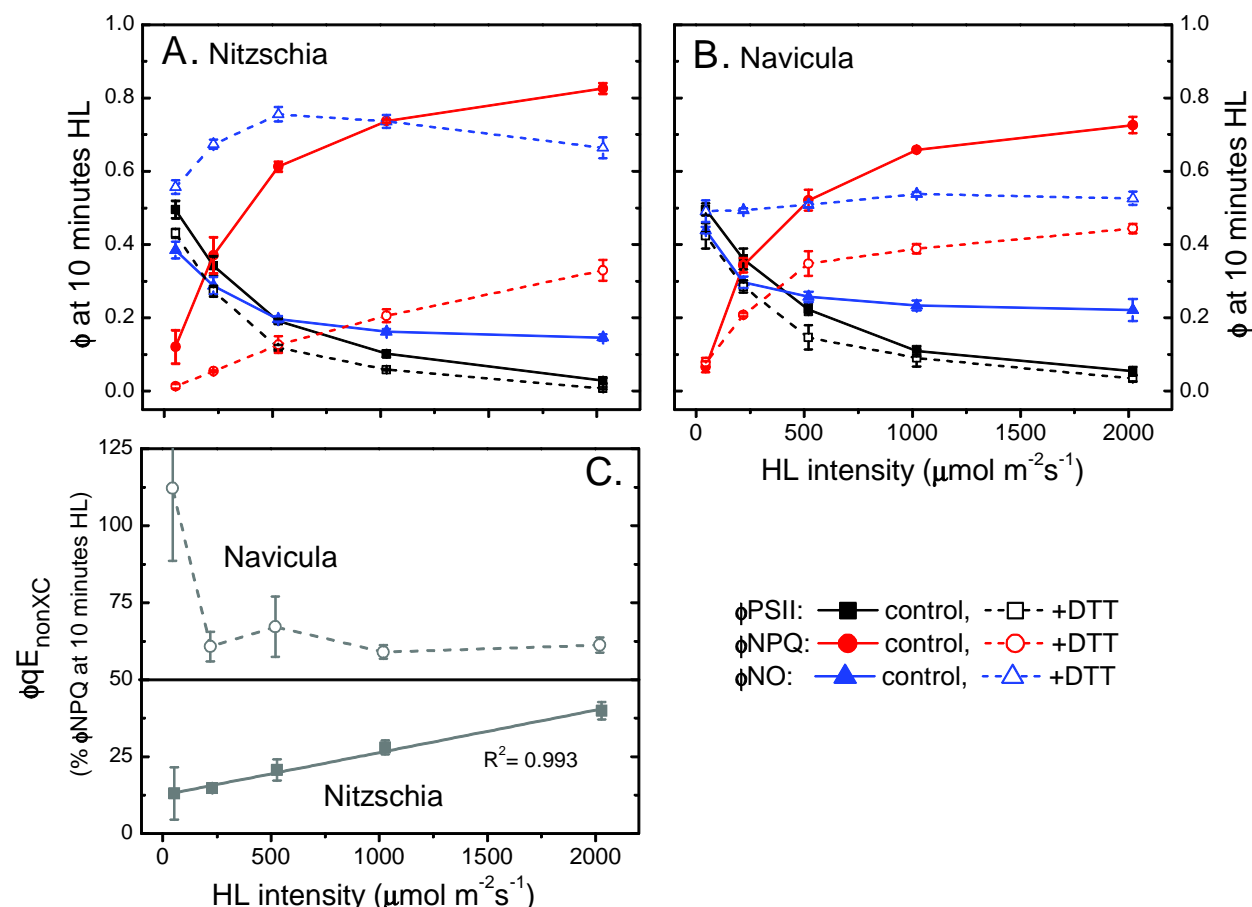 A. Nitzschia
1.0
0.8
0.6
0.4
0.2
0.0
ϕ at 10 minutes HL
B. Navicula
1.0
0.8
0.6
0.4
0.2
0.0
ϕ at 10 minutes HL
0 500 1000 1500 2000
HL intensity (μmol m⁻²s⁻¹)
C.
125
100
75
50
25
0
ϕqE_nonXC
(% ϕNPQ at 10 minutes HL)
Navicula
R²= 0.993
Nitzschia
0 500 1000 1500 2000
HL intensity (μmol m⁻²s⁻¹)
ϕPSII: control, +DTT
ϕNPQ: control, +DTT
ϕNO: control, +DTT